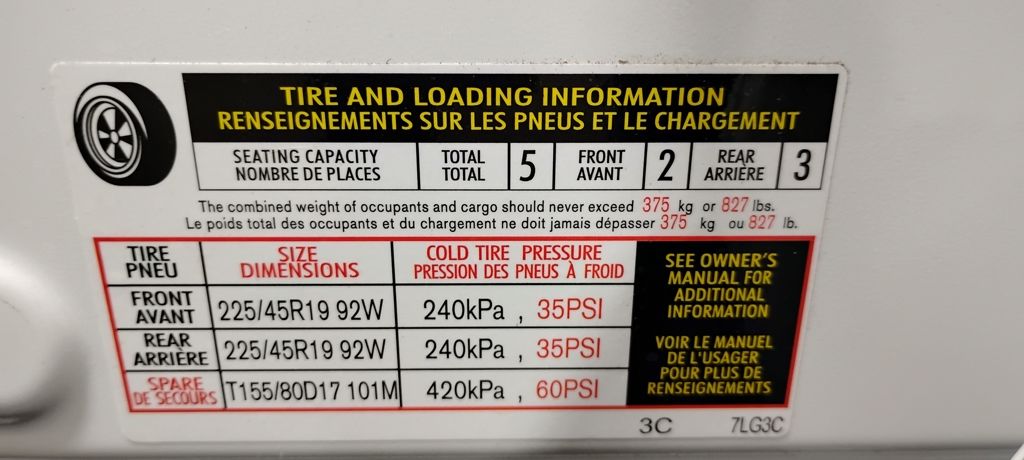 TIRE AND LOADING INFORMATION
RENSEIGNEMENTS SUR LES PNEUS ET LE CHARGEMENT
SEATING CAPACITY
NOMBRE DE PLACES
TOTAL
TOTAL
5
FRONT
AVANT
2
REAR
ARRIÈRE
3
The combined weight of occupants and cargo should never exceed 375 kg or 827 lbs.
Le poids total des occupants et du chargement ne doit jamais dépasser 375 kg ou 827 lb.
TIRE
PNEU
SIZE
DIMENSIONS
COLD TIRE PRESSURE
PRESSION DES PNEUS À FROID
FRONT
AVANT
225/45R19 92W
240kPa , 35PSI
REAR
ARRIÈRE
225/45R19 92W
240kPa , 35PSI
SPARE
DE SECOURS
T155/80D17 101M
420kPa , 60PSI
SEE OWNER'S
MANUAL FOR
ADDITIONAL
INFORMATION
VOIR LE MANUEL
DE L'USAGER
POUR PLUS DE
RENSEIGNEMENTS
3C 7LG3C